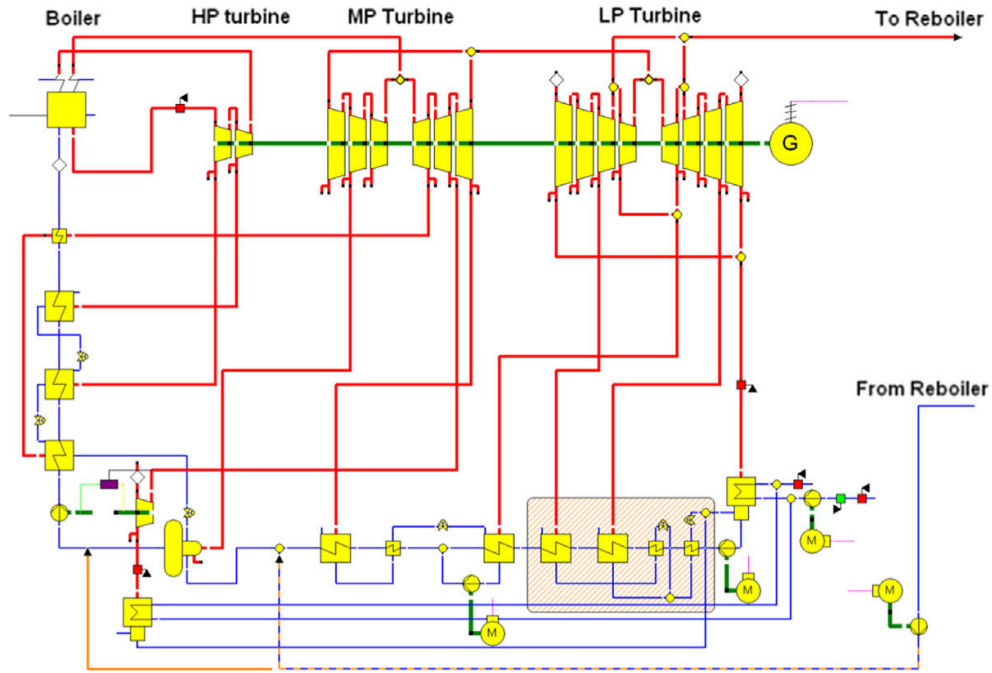 Boiler
HP turbine
MP Turbine
LP Turbine
To Reboiler
G
From Reboiler
M
M
M
M